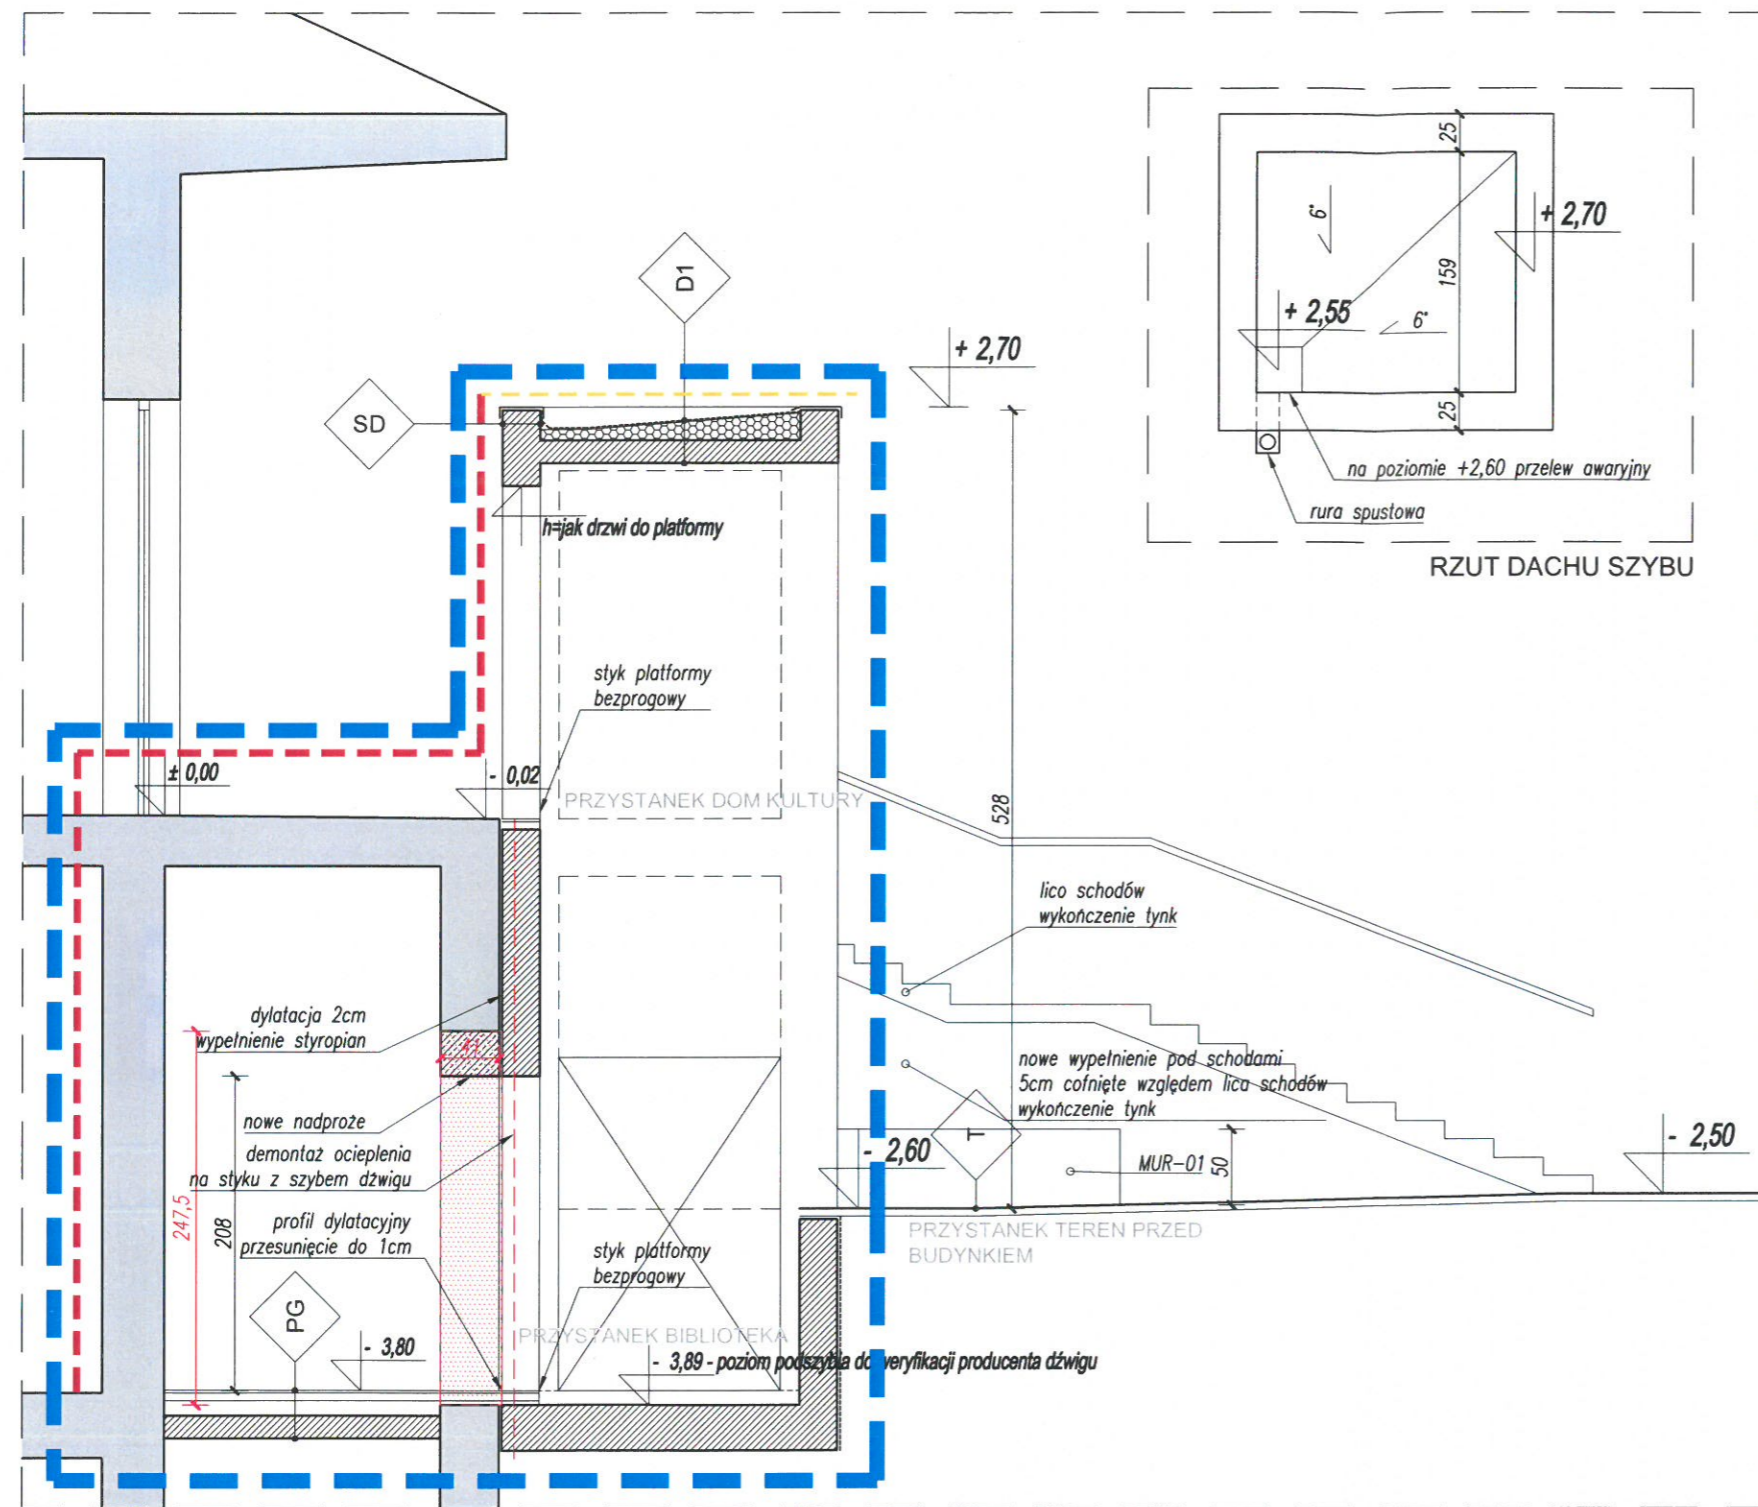 D1
SD
+ 2,70
h=jak drzwi do platformy
styk platformy
bezprogowy
± 0,00
- 0,02
PRZYSTANEK DOM KULTURY
528
lico schodów
wykończenie tynk
dylatacja 2cm
wypełnienie styropian
41
nowe wypełnienie pod schodami
5cm cofnięte względem lica schodów
wykończenie tynk
nowe nadproże
demontaż ocieplenia
na styku z szybem dźwigu
T
- 2,60
MUR-01
50
- 2,50
247,5
208
profil dylatacyjny
przesunięcie do 1cm
styk platformy
bezprogowy
PRZYSTANEK TEREN PRZED
BUDYNKIEM
PG
PRZYSTANEK BIBLIOTEKA
- 3,80
- 3,89 - poziom podszybia do weryfikacji producenta dźwigu
25
6°
+ 2,70
159
+ 2,55
6°
25
na poziomie +2,60 przelew awaryjny
rura spustowa
RZUT DACHU SZYBU